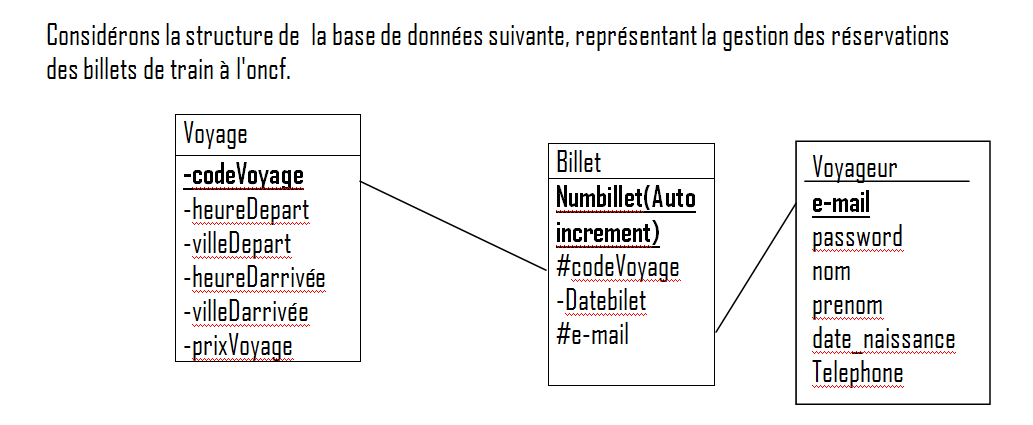 Considérons la structure de la base de données suivante, représentant la gestion des réservations
des billets de train à l'oncf.
Voyage
-codeVoyage
-heureDepart
-villeDepart
-heureDarrivée
-villeDarrivée
-prixVoyage
Billet
Numbillet(Auto
increment)
#codeVoyage
-Datebilet
#e-mail
Voyageur
e-mail
password
nom
prenom
date_naissance
Telephone